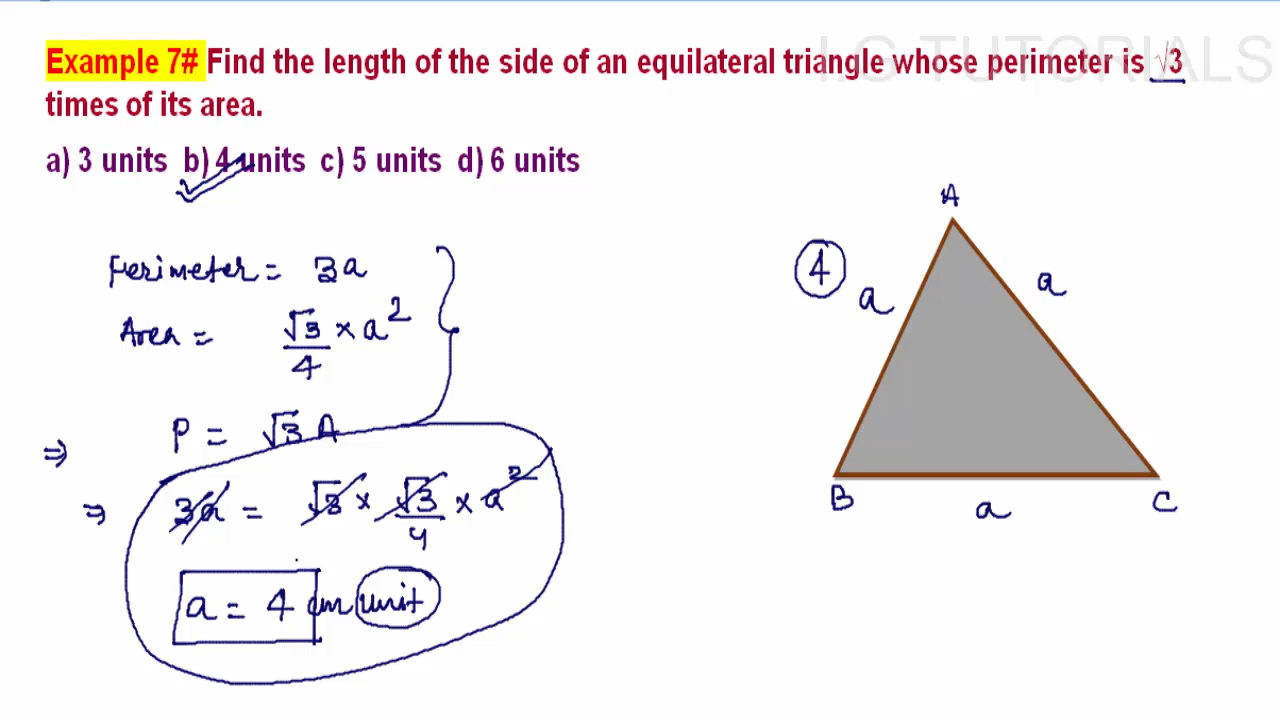 I.G TUTORIALS
Example 7# Find the length of the side of an equilateral triangle whose perimeter is √3
times of its area.
a) 3 units b) 4 units c) 5 units d) 6 units
Perimeter = 3a
Area = √3/4 × a²
⇒ P = √3 A
⇒ 3a = √3 × √3/4 × a²
a = 4 cm unit
A
4
a
a
B
a
C